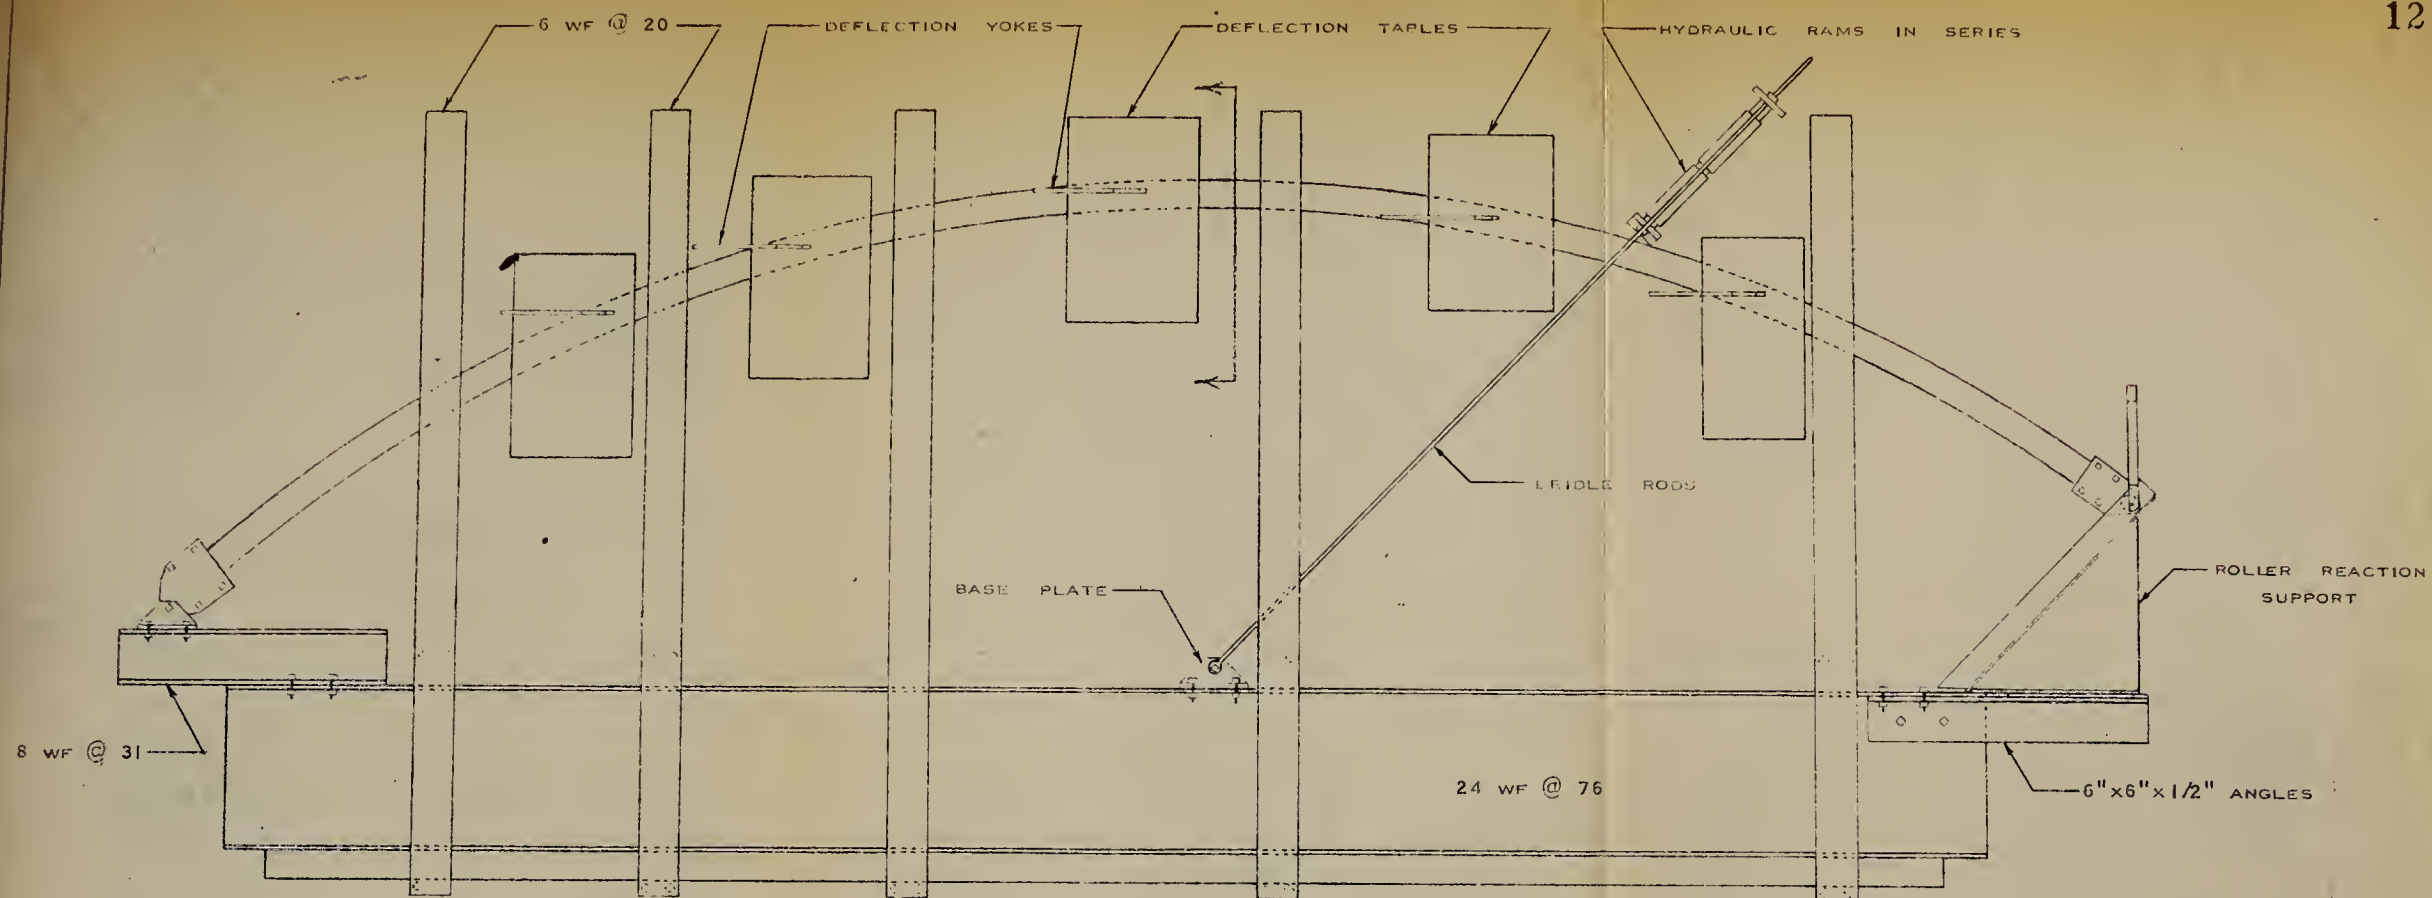 12
6 WF @ 20
DEFLECTION YOKES
DEFLECTION TABLES
HYDRAULIC RAMS IN SERIES
BRIDLE RODS
BASE PLATE
ROLLER REACTION
SUPPORT
8 WF @ 31
24 WF @ 76
6"x6"x1/2" ANGLES